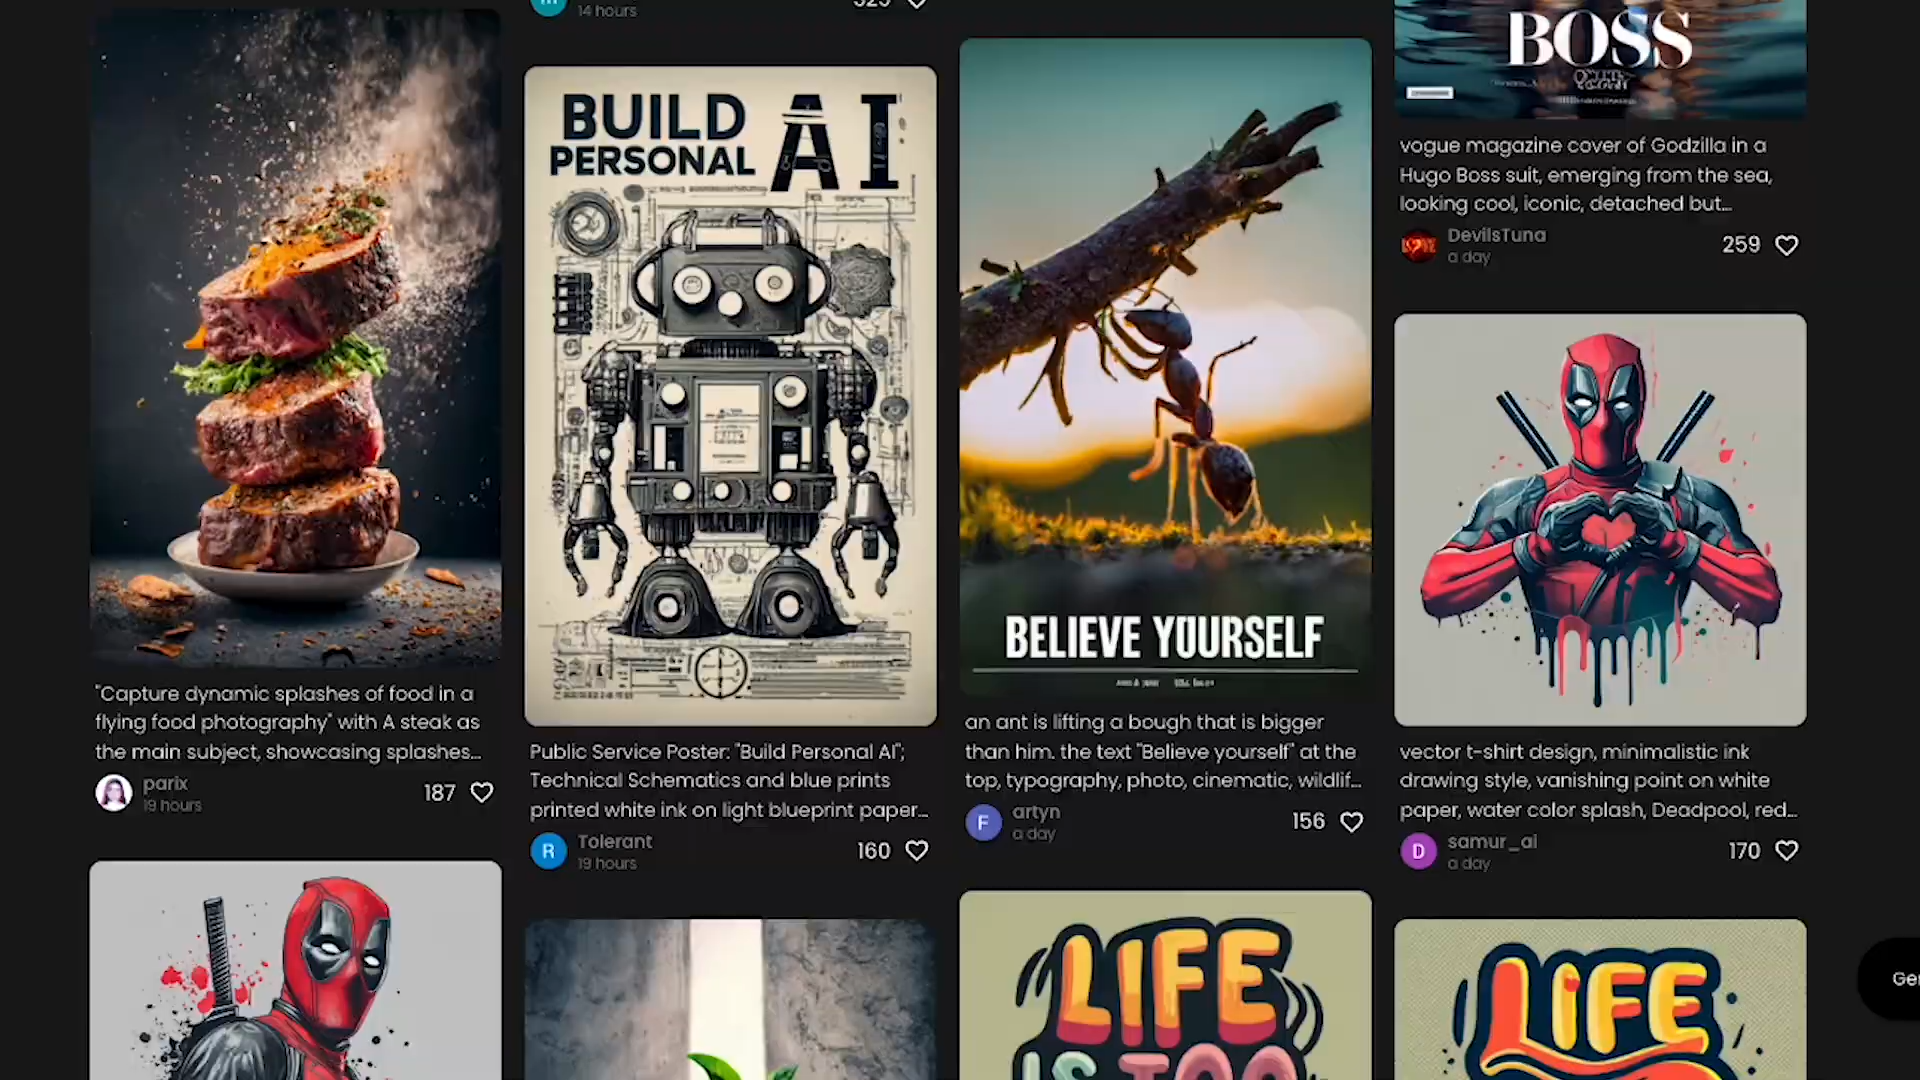 14 hours
BUILD
PERSONAL
AI
BOSS
vogue magazine cover of Godzilla in a
Hugo Boss suit, emerging from the sea,
looking cool, iconic, detached but...
DevilsTuna
a day
259
BELIEVE YOURSELF
"Capture dynamic splashes of food in a
flying food photography" with A steak as
the main subject, showcasing splashes...
parix
19 hours
187
Public Service Poster: "Build Personal AI";
Technical Schematics and blue prints
printed white ink on light blueprint paper...
R
Tolerant
19 hours
160
an ant is lifting a bough that is bigger
than him. the text "Believe yourself" at the
top, typography, photo, cinematic, wildlif...
F
artyn
a day
156
vector t-shirt design, minimalistic ink
drawing style, vanishing point on white
paper, water color splash, Deadpool, red...
D
samur_ai
a day
170
LIFE
IS TOO
LIFE
Ger